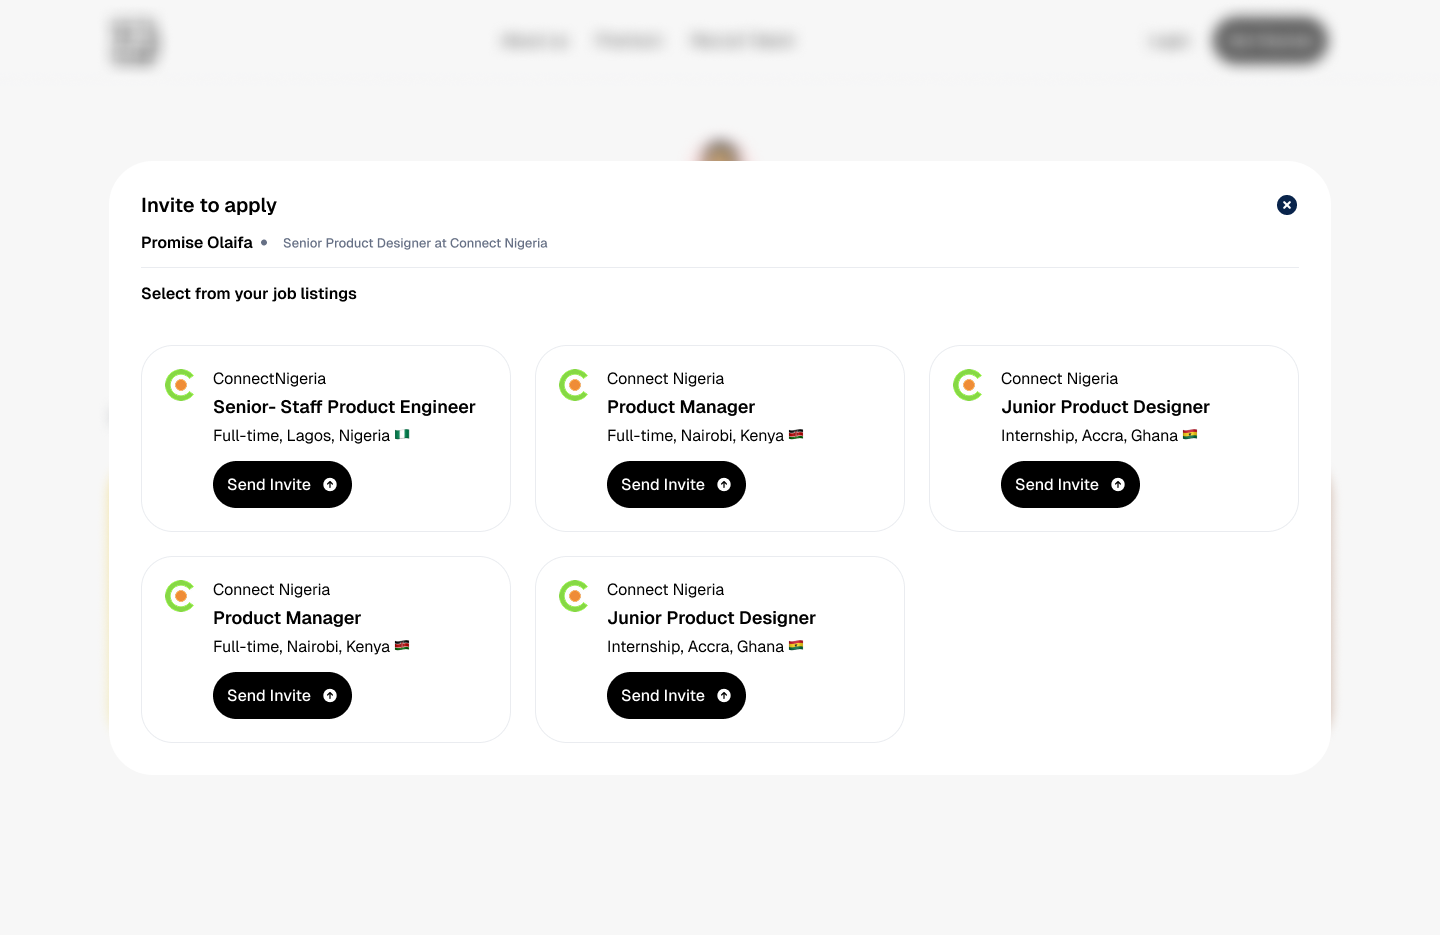 Invite to apply
Promise Olaifa • Senior Product Designer at Connect Nigeria
Select from your job listings
ConnectNigeria
Senior- Staff Product Engineer
Full-time, Lagos, Nigeria 🇳🇬
Send Invite
Connect Nigeria
Product Manager
Full-time, Nairobi, Kenya 🇰🇪
Send Invite
Connect Nigeria
Junior Product Designer
Internship, Accra, Ghana 🇬🇭
Send Invite
Connect Nigeria
Product Manager
Full-time, Nairobi, Kenya 🇰🇪
Send Invite
Connect Nigeria
Junior Product Designer
Internship, Accra, Ghana 🇬🇭
Send Invite